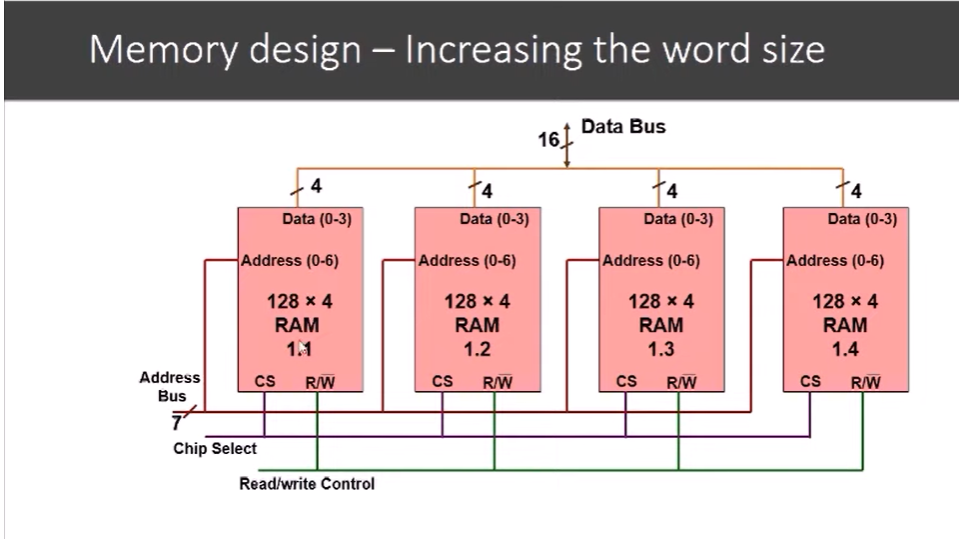 Memory design – Increasing the word size
Data Bus
16
4
4
4
4
Data (0-3)
Data (0-3)
Data (0-3)
Data (0-3)
Address (0-6)
Address (0-6)
Address (0-6)
Address (0-6)
128 × 4
RAM
1.1
128 × 4
RAM
1.2
128 × 4
RAM
1.3
128 × 4
RAM
1.4
CS R/W̅
CS R/W̅
CS R/W̅
CS R/W̅
Address
Bus
7
Chip Select
Read/write Control